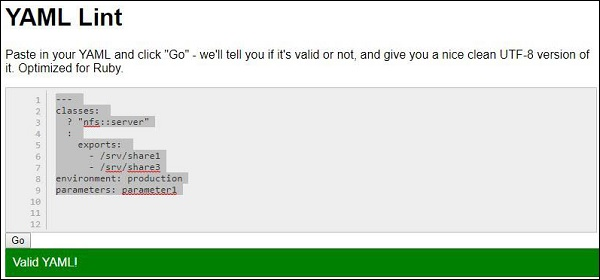 YAML Lint
Paste in your YAML and click "Go" - we'll tell you if it's valid or not, and give you a nice clean UTF-8 version
of it. Optimized for Ruby.
1 ---
2 classes:
3   ? "nfs::server"
4   :
5     exports:
6       - /srv/share1
7       - /srv/share3
8 environment: production
9 parameters: parameter1
10
11
12
Go
Valid YAML!